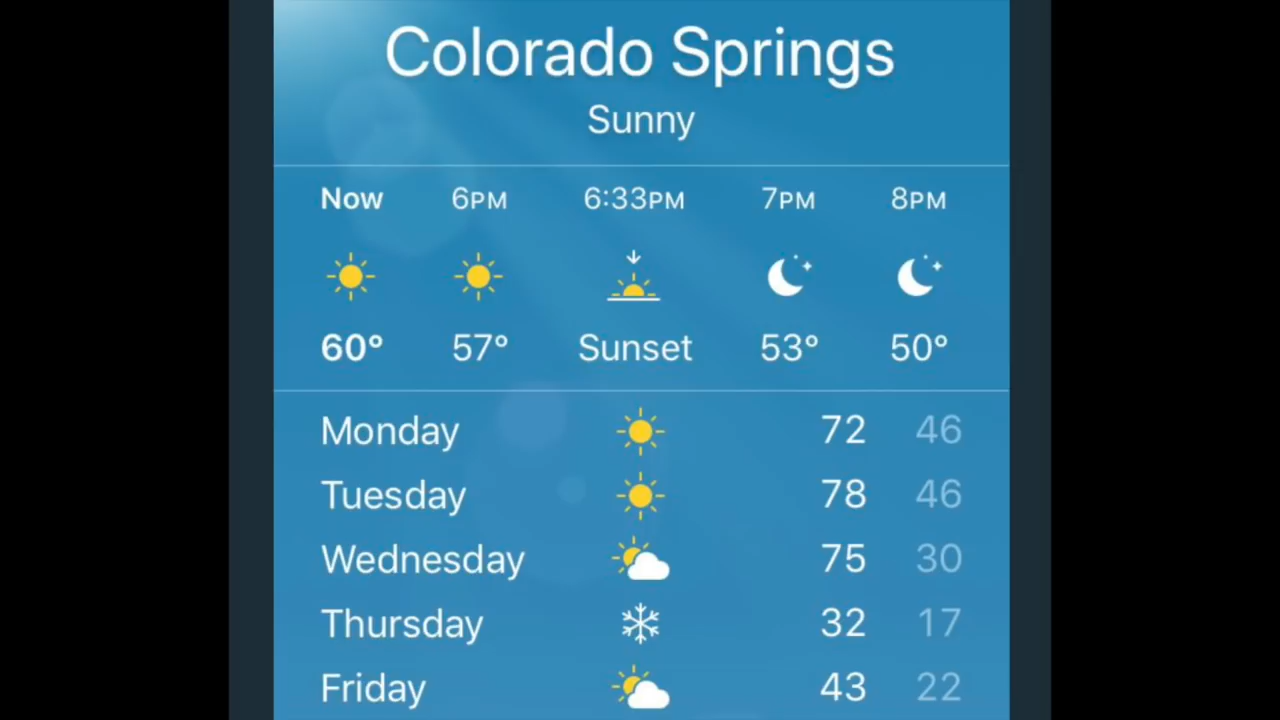 Colorado Springs
Sunny
Now 6PM 6:33PM 7PM 8PM
60° 57° Sunset 53° 50°
Monday 72 46
Tuesday 78 46
Wednesday 75 30
Thursday 32 17
Friday 43 22